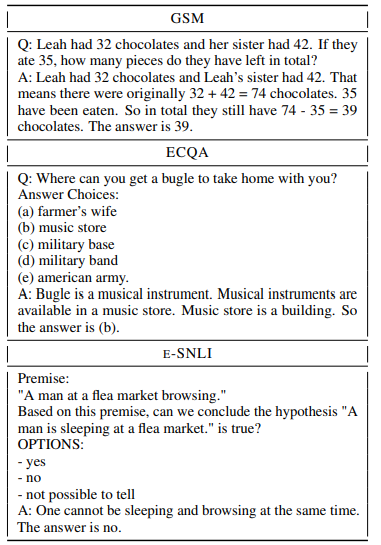 GSM
Q: Leah had 32 chocolates and her sister had 42. If they
ate 35, how many pieces do they have left in total?
A: Leah had 32 chocolates and Leah's sister had 42. That
means there were originally 32 + 42 = 74 chocolates. 35
have been eaten. So in total they still have 74 - 35 = 39
chocolates. The answer is 39.
ECQA
Q: Where can you get a bugle to take home with you?
Answer Choices:
(a) farmer's wife
(b) music store
(c) military base
(d) military band
(e) american army.
A: Bugle is a musical instrument. Musical instruments are
available in a music store. Music store is a building. So
the answer is (b).
E-SNLI
Premise:
"A man at a flea market browsing."
Based on this premise, can we conclude the hypothesis "A
man is sleeping at a flea market." is true?
OPTIONS:
- yes
- no
- not possible to tell
A: One cannot be sleeping and browsing at the same time.
The answer is no.